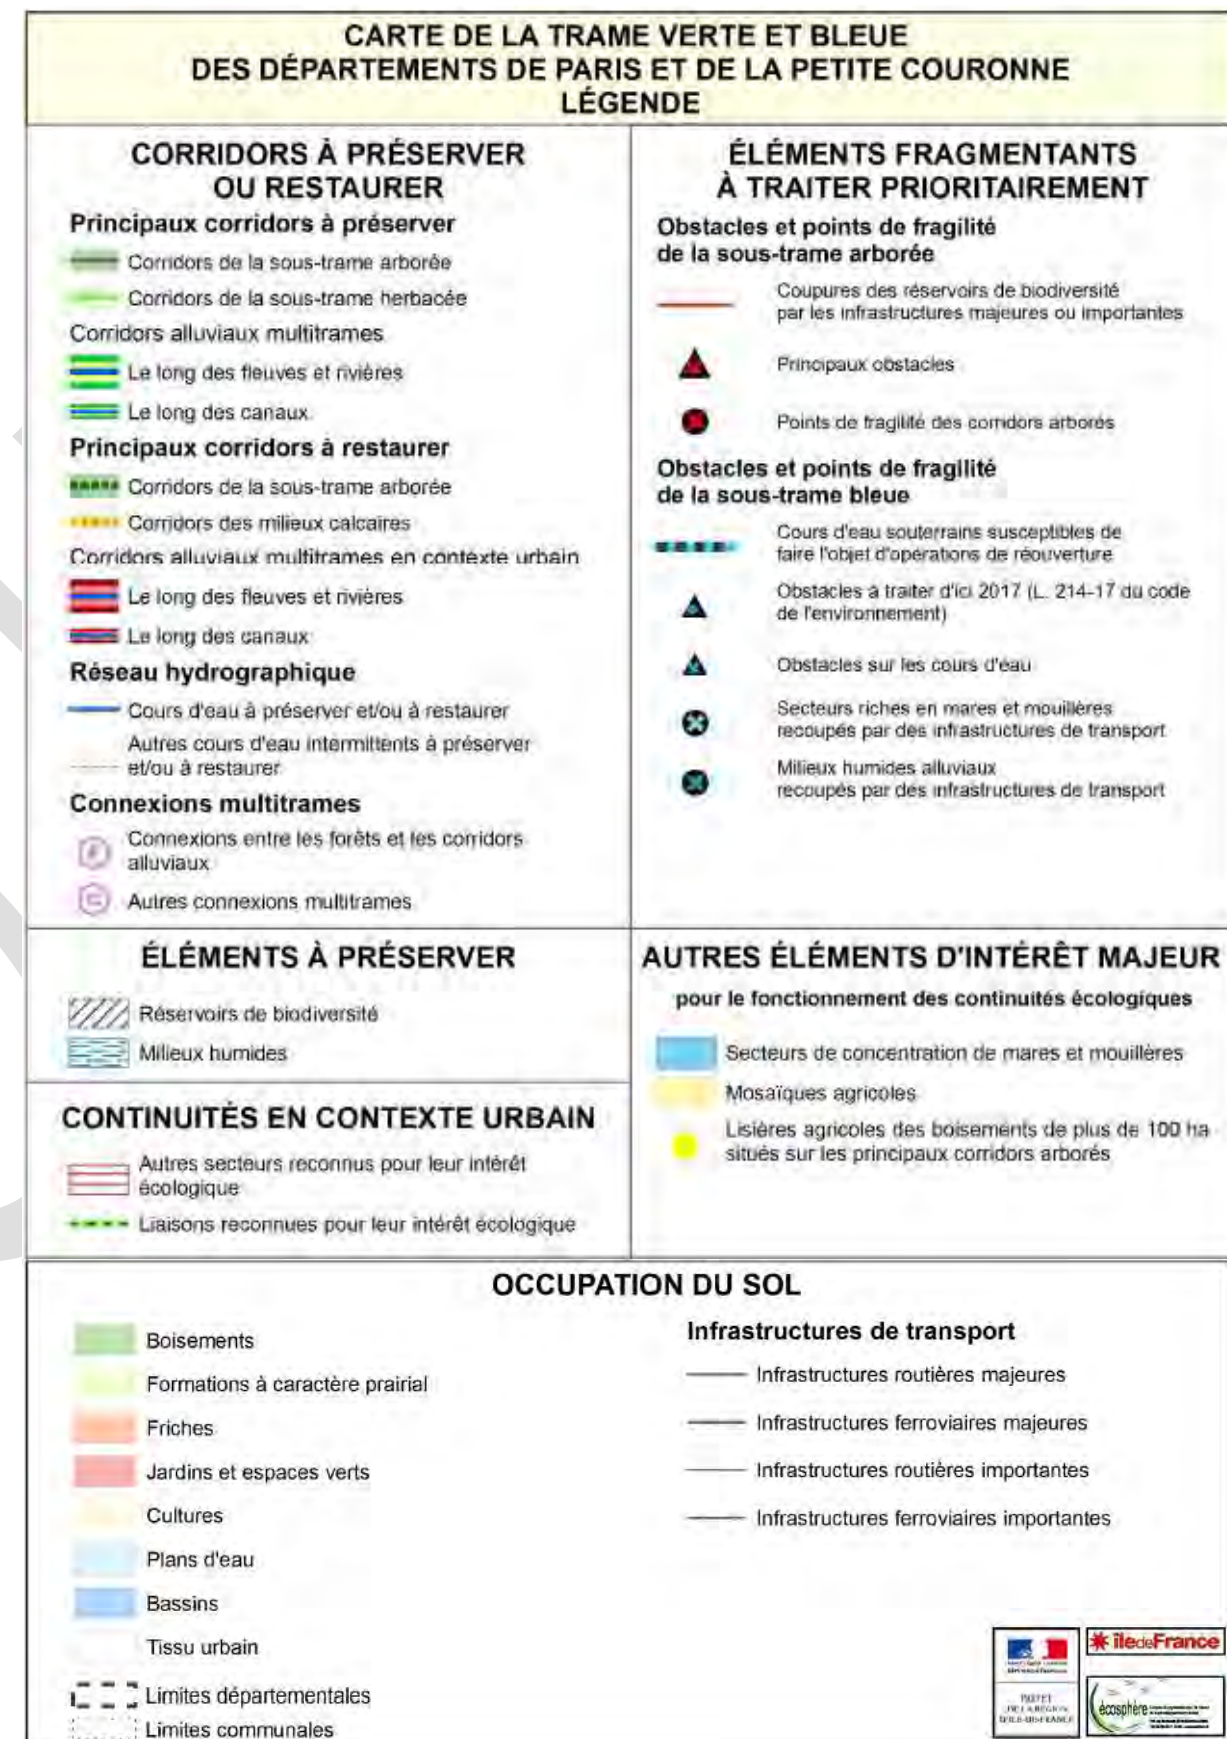 CARTE DE LA TRAME VERTE ET BLEUE
DES DÉPARTEMENTS DE PARIS ET DE LA PETITE COURONNE
LÉGENDE
CORRIDORS À PRÉSERVER
OU RESTAURER
Principaux corridors à préserver
Corridors de la sous-trame arborée
Corridors de la sous-trame herbacée
Corridors alluviaux multitrames
Le long des fleuves et rivières
Le long des canaux
Principaux corridors à restaurer
Corridors de la sous-trame arborée
Corridors des milieux calcaires
Corridors alluviaux multitrames en contexte urbain
Le long des fleuves et rivières
Le long des canaux
Réseau hydrographique
Cours d'eau à préserver et/ou à restaurer
Autres cours d'eau intermittents à préserver
et/ou à restaurer
Connexions multitrames
Connexions entre les forêts et les corridors
alluviaux
Autres connexions multitrames
ÉLÉMENTS FRAGMENTANTS
À TRAITER PRIORITAIREMENT
Obstacles et points de fragilité
de la sous-trame arborée
Coupures des réservoirs de biodiversité
par les infrastructures majeures ou importantes
Principaux obstacles
Points de fragilité des corridors arborés
Obstacles et points de fragilité
de la sous-trame bleue
Cours d'eau souterrains susceptibles de
faire l'objet d'opérations de réouverture
Obstacles à traiter d'ici 2017 (L. 214-17 du code
de l'environnement)
Obstacles sur les cours d'eau
Secteurs riches en mares et mouillères
recoupés par des infrastructures de transport
Milieux humides alluviaux
recoupés par des infrastructures de transport
ÉLÉMENTS À PRÉSERVER
Réservoirs de biodiversité
Milieux humides
CONTINUITÉS EN CONTEXTE URBAIN
Autres secteurs reconnus pour leur intérêt
écologique
Liaisons reconnues pour leur intérêt écologique
AUTRES ÉLÉMENTS D'INTÉRÊT MAJEUR
pour le fonctionnement des continuités écologiques
Secteurs de concentration de mares et mouillères
Mosaïques agricoles
Lisières agricoles des boisements de plus de 100 ha
situés sur les principaux corridors arborés
OCCUPATION DU SOL
Boisements
Formations à caractère prairial
Friches
Jardins et espaces verts
Cultures
Plans d'eau
Bassins
Tissu urbain
Limites départementales
Limites communales
Infrastructures de transport
Infrastructures routières majeures
Infrastructures ferroviaires majeures
Infrastructures routières importantes
Infrastructures ferroviaires importantes
PRÉFET
DE LA RÉGION
D'ÎLE-DE-FRANCE
îledeFrance
écosphère